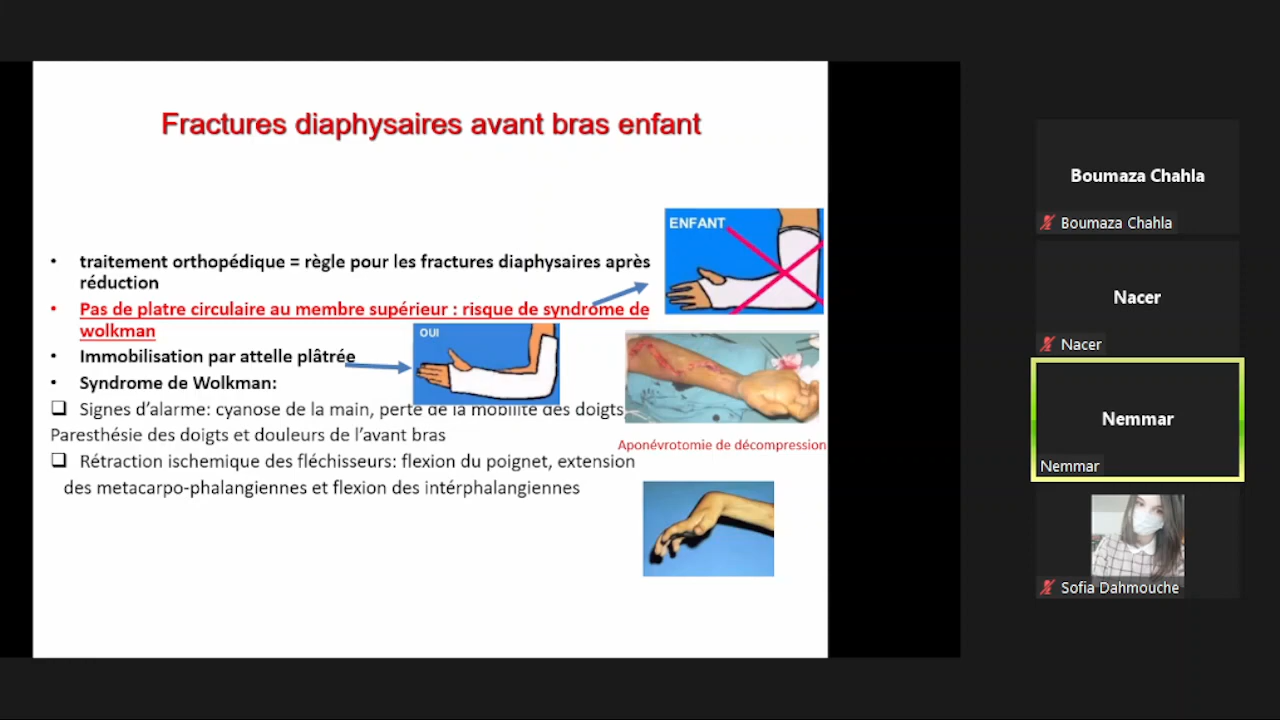 Fractures diaphysaires avant bras enfant
ENFANT
• traitement orthopédique = règle pour les fractures diaphysaires après
réduction
• Pas de platre circulaire au membre supérieur : risque de syndrome de
wolkman
OUI
• Immobilisation par attelle plâtrée
• Syndrome de Wolkman:
❑ Signes d’alarme: cyanose de la main, perte de la mobilité des doigts,
Paresthésie des doigts et douleurs de l’avant bras
Aponévrotomie de décompression
❑ Rétraction ischemique des fléchisseurs: flexion du poignet, extension
des metacarpo-phalangiennes et flexion des intérphalangiennes
Boumaza Chahla
Boumaza Chahla
Nacer
Nacer
Nemmar
Nemmar
Sofia Dahmouche